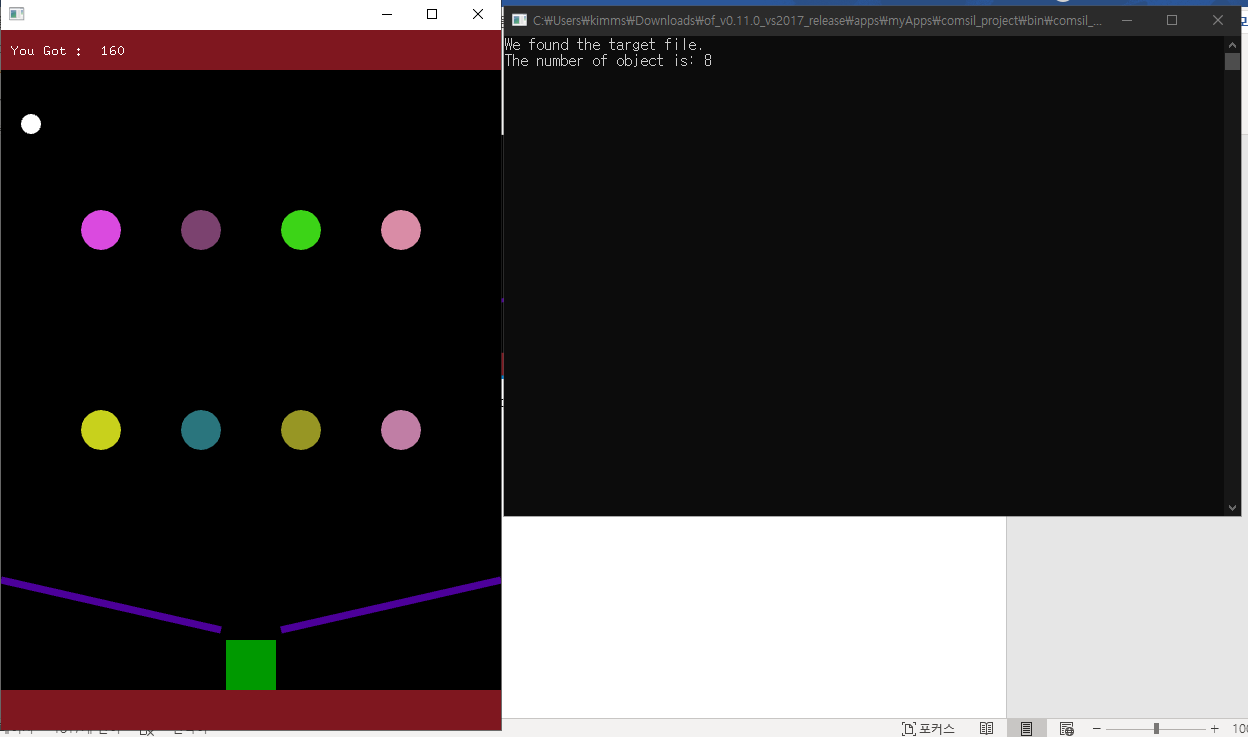 You Got :  160
C:₩Users₩kimms₩Downloads₩of_v0.11.0_vs2017_release₩apps₩myApps₩comsil_project₩bin₩comsil_...
We found the target file.
The number of object is: 8
포커스